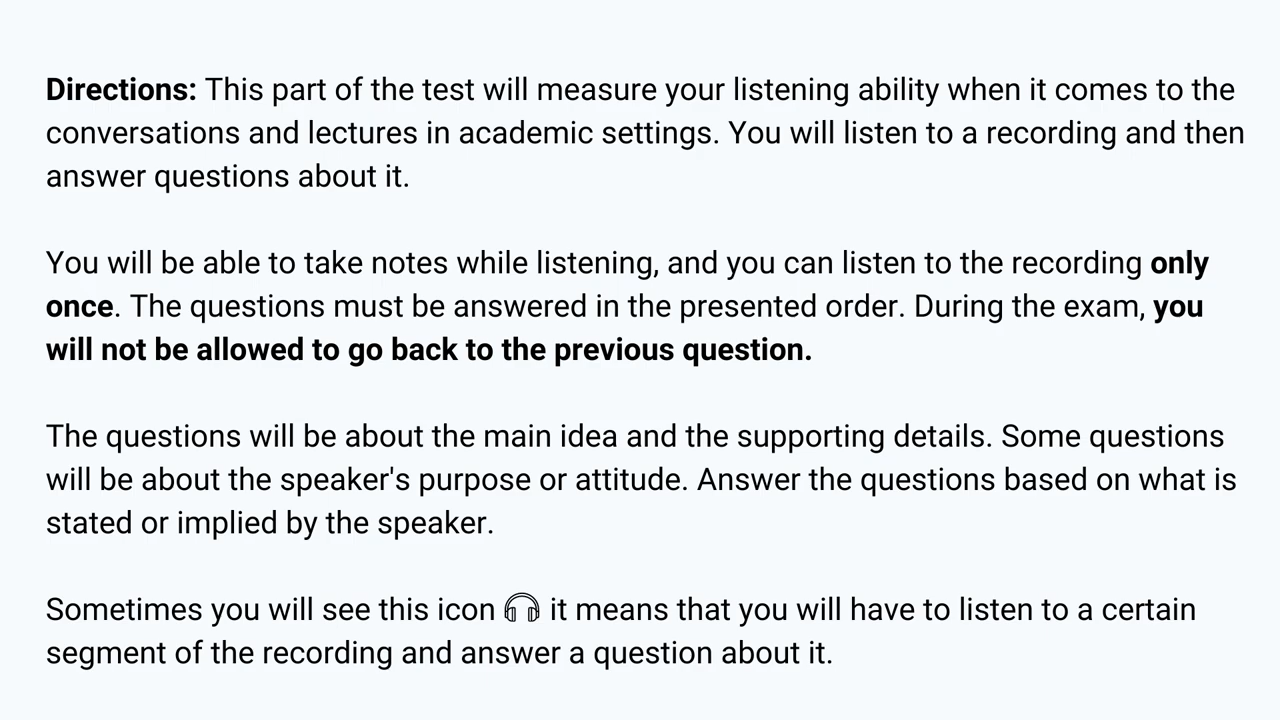 Directions: This part of the test will measure your listening ability when it comes to the
conversations and lectures in academic settings. You will listen to a recording and then
answer questions about it.
You will be able to take notes while listening, and you can listen to the recording only
once. The questions must be answered in the presented order. During the exam, you
will not be allowed to go back to the previous question.
The questions will be about the main idea and the supporting details. Some questions
will be about the speaker's purpose or attitude. Answer the questions based on what is
stated or implied by the speaker.
Sometimes you will see this icon it means that you will have to listen to a certain
segment of the recording and answer a question about it.